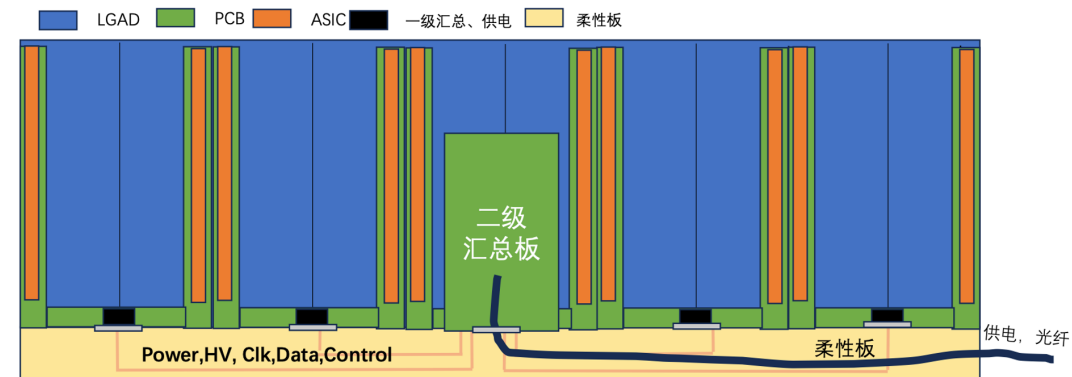 LGAD PCB ASIC 一级汇总、供电 柔性板
二级
汇总板
供电，光纤
Power,HV, Clk,Data,Control
柔性板